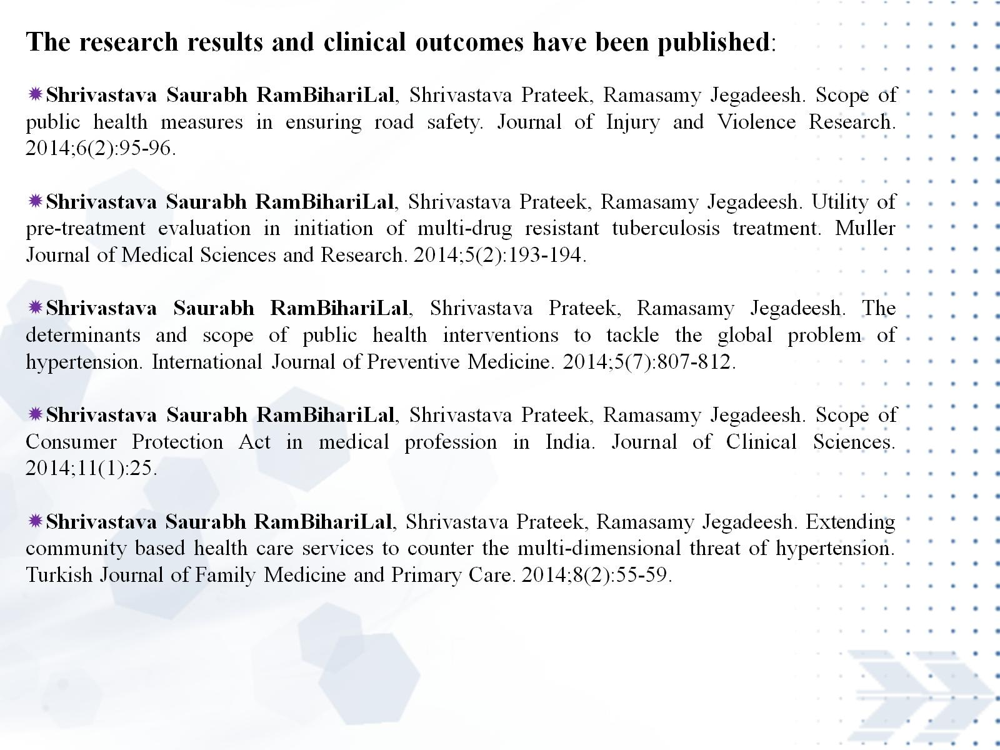 The research results and clinical outcomes have been published:
✹Shrivastava Saurabh RamBihariLal, Shrivastava Prateek, Ramasamy Jegadeesh. Scope of
public health measures in ensuring road safety. Journal of Injury and Violence Research.
2014;6(2):95-96.
✹Shrivastava Saurabh RamBihariLal, Shrivastava Prateek, Ramasamy Jegadeesh. Utility of
pre-treatment evaluation in initiation of multi-drug resistant tuberculosis treatment. Muller
Journal of Medical Sciences and Research. 2014;5(2):193-194.
✹Shrivastava Saurabh RamBihariLal, Shrivastava Prateek, Ramasamy Jegadeesh. The
determinants and scope of public health interventions to tackle the global problem of
hypertension. International Journal of Preventive Medicine. 2014;5(7):807-812.
✹Shrivastava Saurabh RamBihariLal, Shrivastava Prateek, Ramasamy Jegadeesh. Scope of
Consumer Protection Act in medical profession in India. Journal of Clinical Sciences.
2014;11(1):25.
✹Shrivastava Saurabh RamBihariLal, Shrivastava Prateek, Ramasamy Jegadeesh. Extending
community based health care services to counter the multi-dimensional threat of hypertension.
Turkish Journal of Family Medicine and Primary Care. 2014;8(2):55-59.